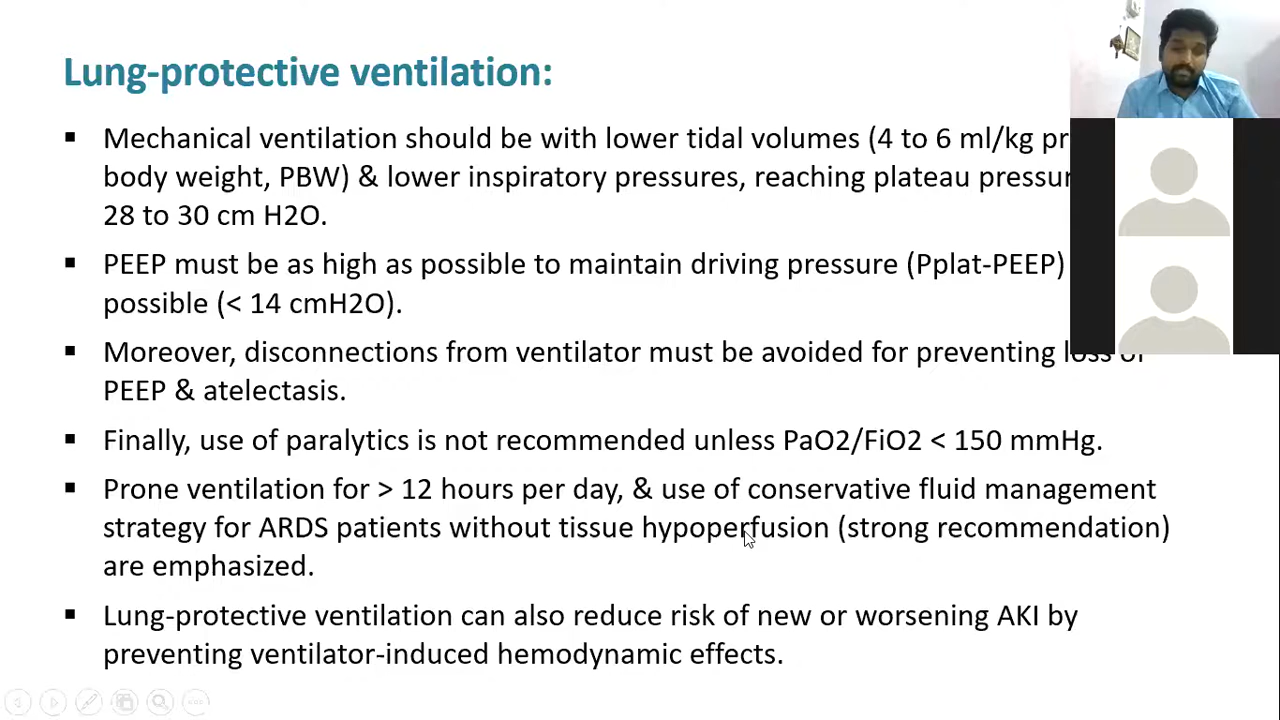 Lung-protective ventilation:
▪ Mechanical ventilation should be with lower tidal volumes (4 to 6 ml/kg
body weight, PBW) & lower inspiratory pressures, reaching plateau
28 to 30 cm H2O.
▪ PEEP must be as high as possible to maintain driving pressure (Pplat-PEEP)
possible (< 14 cmH2O).
▪ Moreover, disconnections from ventilator must be avoided for preventing loss of
PEEP & atelectasis.
▪ Finally, use of paralytics is not recommended unless PaO2/FiO2 < 150 mmHg.
▪ Prone ventilation for > 12 hours per day, & use of conservative fluid management
strategy for ARDS patients without tissue hypoperfusion (strong recommendation)
are emphasized.
▪ Lung-protective ventilation can also reduce risk of new or worsening AKI by
preventing ventilator-induced hemodynamic effects.